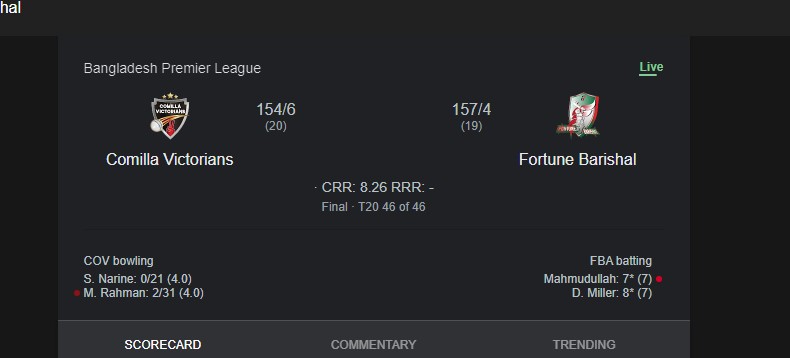 hal
Bangladesh Premier League
Live
COMILLA
VICTORIANS
154/6
(20)
157/4
(19)
Comilla Victorians
Fortune Barishal
· CRR: 8.26 RRR: -
Final · T20 46 of 46
COV bowling
FBA batting
S. Narine: 0/21 (4.0)
Mahmudullah: 7* (7)
M. Rahman: 2/31 (4.0)
D. Miller: 8* (7)
SCORECARD
COMMENTARY
TRENDING